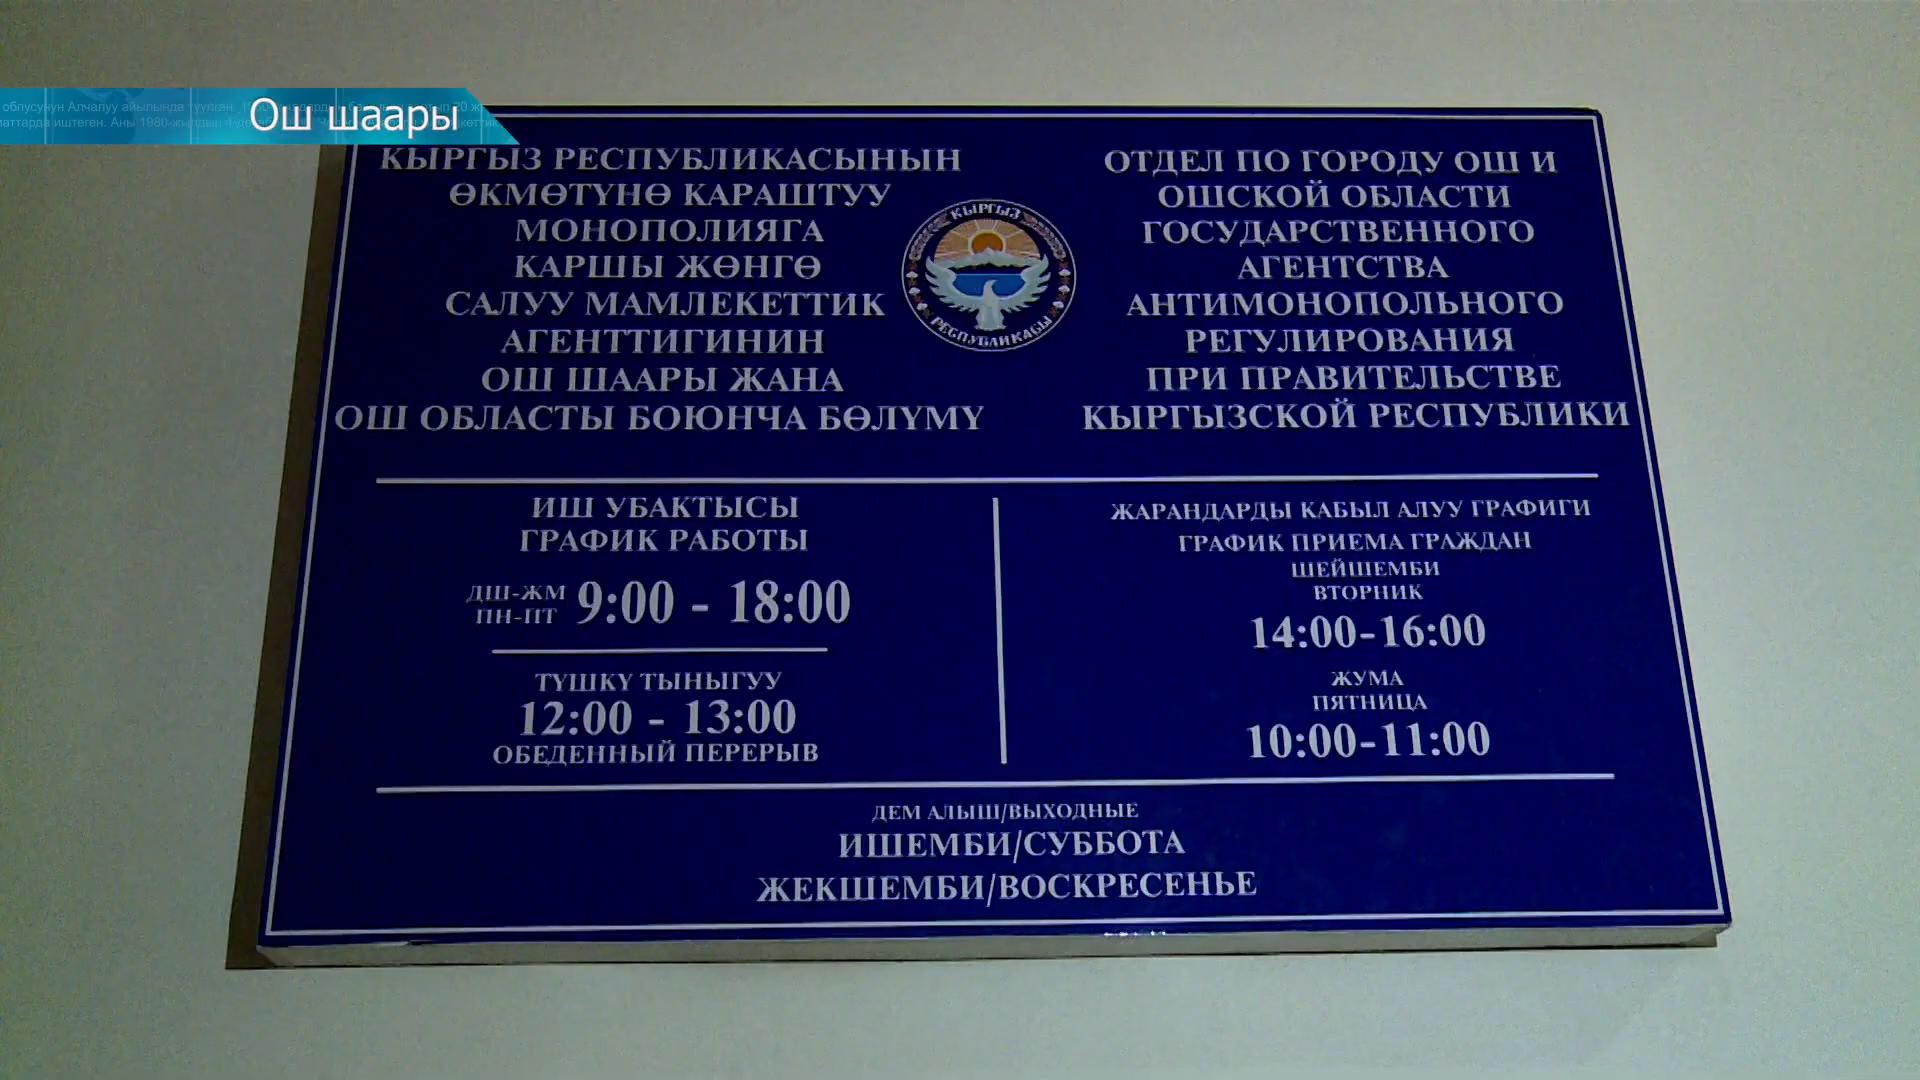 Ош шаары
КЫРГЫЗ РЕСПУБЛИКАСЫНЫН
ӨКМӨТҮНӨ КАРАШТУУ
МОНОПОЛИЯГА
КАРШЫ ЖӨНГӨ
САЛУУ МАМЛЕКЕТТИК
АГЕНТТИГИНИН
ОШ ШААРЫ ЖАНА
ОШ ОБЛАСТЫ БОЮНЧА БӨЛҮМҮ
КЫРГЫЗ
РЕСПУБЛИКАСЫ
ОТДЕЛ ПО ГОРОДУ ОШ И
ОШСКОЙ ОБЛАСТИ
ГОСУДАРСТВЕННОГО
АГЕНТСТВА
АНТИМОНОПОЛЬНОГО
РЕГУЛИРОВАНИЯ
ПРИ ПРАВИТЕЛЬСТВЕ
КЫРГЫЗСКОЙ РЕСПУБЛИКИ
ИШ УБАКТЫСЫ
ГРАФИК РАБОТЫ
ДШ-ЖМ
ПН-ПТ
9:00 - 18:00
ТҮШКҮ ТЫНЫГУУ
12:00 - 13:00
ОБЕДЕННЫЙ ПЕРЕРЫВ
ЖАРАНДАРДЫ КАБЫЛ АЛУУ ГРАФИГИ
ГРАФИК ПРИЕМА ГРАЖДАН
ШЕЙШЕМБИ
ВТОРНИК
14:00-16:00
ЖУМА
ПЯТНИЦА
10:00-11:00
ДЕМ АЛЫШ/ВЫХОДНЫЕ
ИШЕМБИ/СУББОТА
ЖЕКШЕМБИ/ВОСКРЕСЕНЬЕ